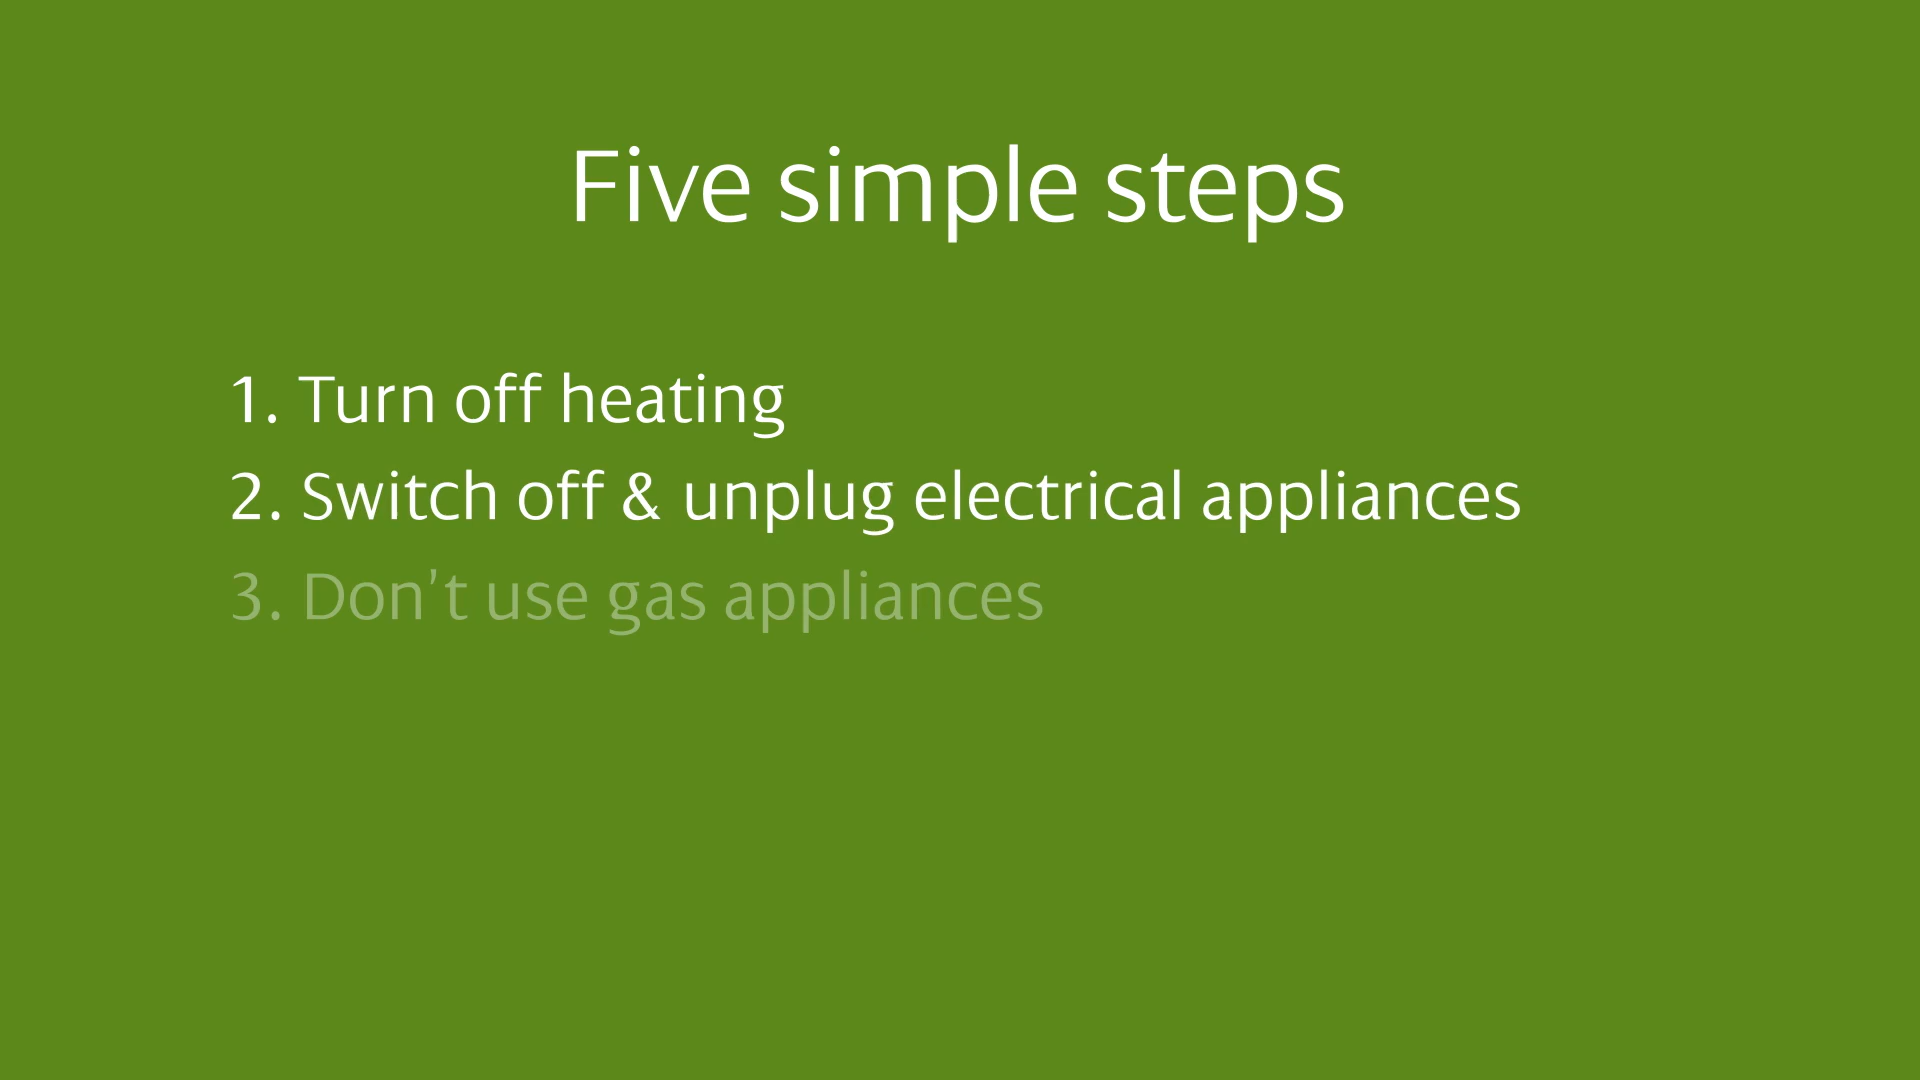 Five simple steps
1. Turn off heating
2. Switch off & unplug electrical appliances
3. Don’t use gas appliances